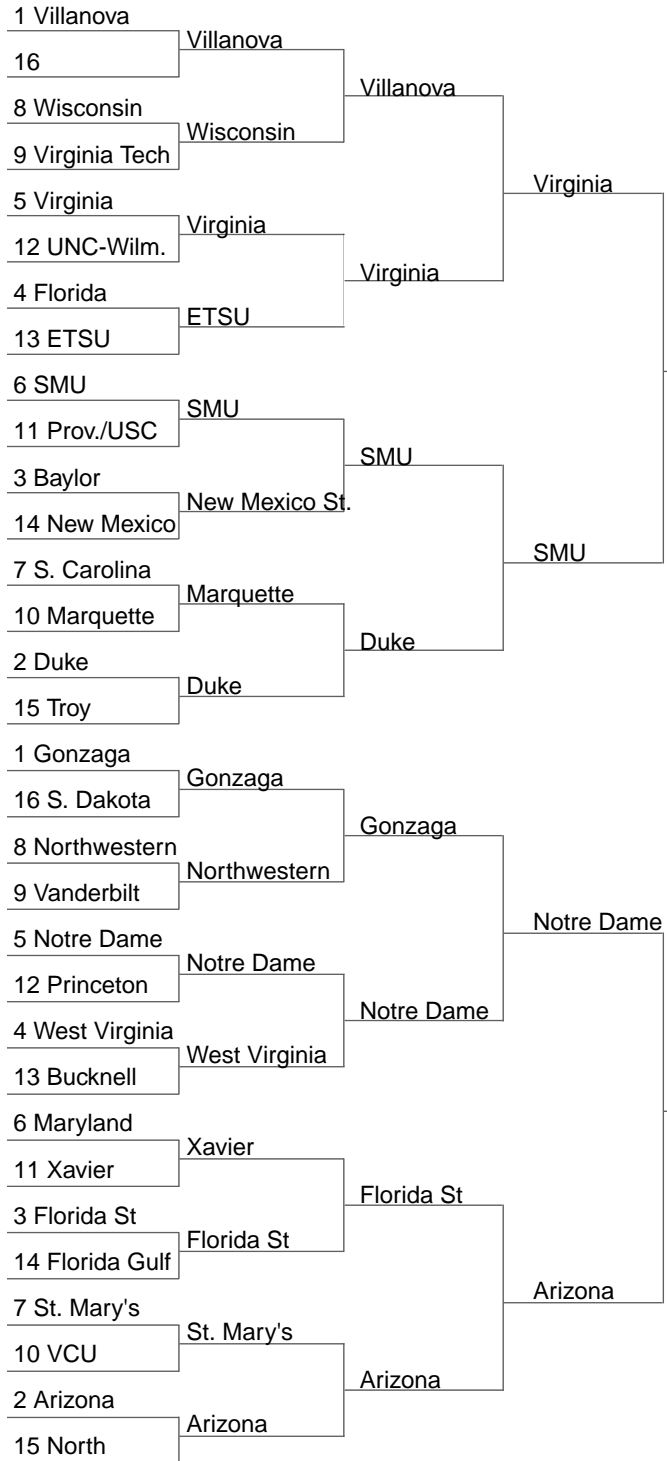 1 Villanova
16
8 Wisconsin
9 Virginia Tech
5 Virginia
12 UNC-Wilm.
4 Florida
13 ETSU
6 SMU
11 Prov./USC
3 Baylor
14 New Mexico
7 S. Carolina
10 Marquette
2 Duke
15 Troy
1 Gonzaga
16 S. Dakota
8 Northwestern
9 Vanderbilt
5 Notre Dame
12 Princeton
4 West Virginia
13 Bucknell
6 Maryland
11 Xavier
3 Florida St
14 Florida Gulf
7 St. Mary's
10 VCU
2 Arizona
15 North
Villanova
Wisconsin
Virginia
ETSU
SMU
New Mexico St.
Marquette
Duke
Gonzaga
Northwestern
Notre Dame
West Virginia
Xavier
Florida St
St. Mary's
Arizona
Villanova
Virginia
SMU
Duke
Gonzaga
Notre Dame
Florida St
Arizona
Virginia
SMU
Notre Dame
Arizona